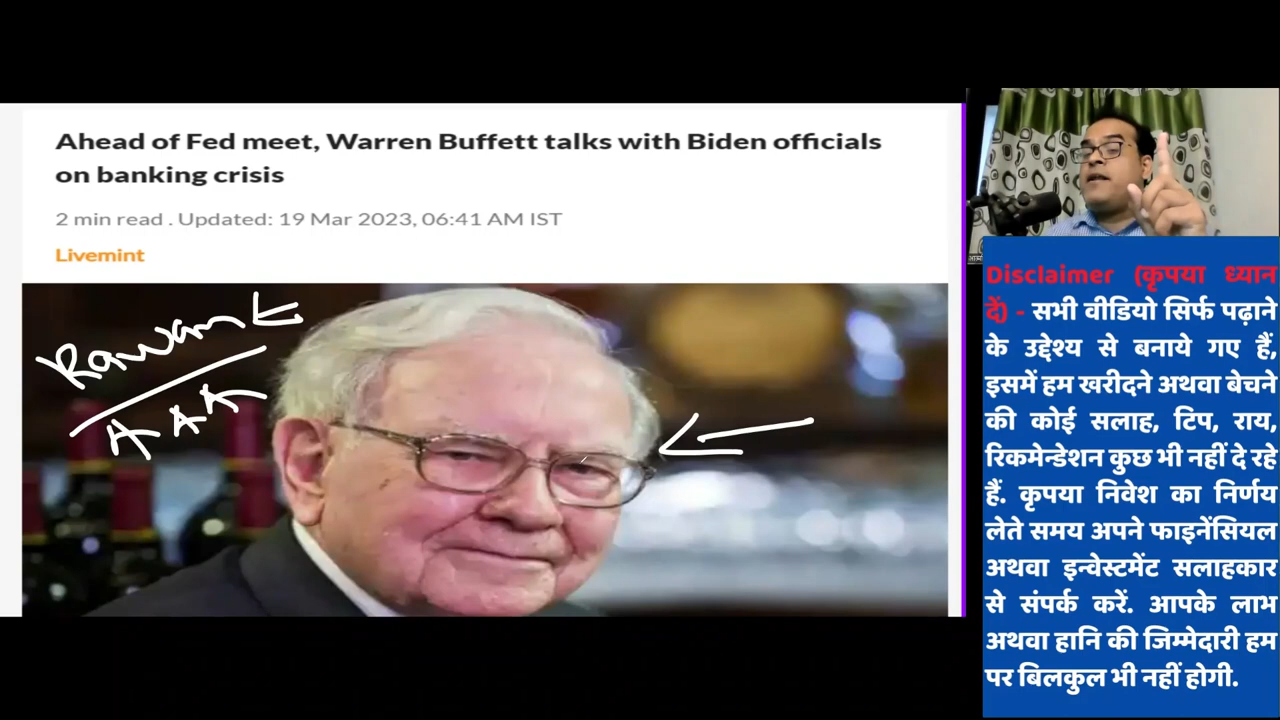 Ahead of Fed meet, Warren Buffett talks with Biden officials
on banking crisis
2 min read . Updated: 19 Mar 2023, 06:41 AM IST
Livemint
Rawan
Disclaimer (कृपया ध्यान
दें) - सभी वीडियो सिर्फ पढ़ाने
के उद्देश्य से बनाये गए हैं,
इसमें हम खरीदने अथवा बेचने
की कोई सलाह, टिप, राय,
रिकमेन्डेशन कुछ भी नहीं दे रहे
हैं. कृपया निवेश का निर्णय
लेते समय अपने फाइनेंसियल
अथवा इन्वेस्टमेंट सलाहकार
से संपर्क करें. आपके लाभ
अथवा हानि की जिम्मेदारी हम
पर बिलकुल भी नहीं होगी.